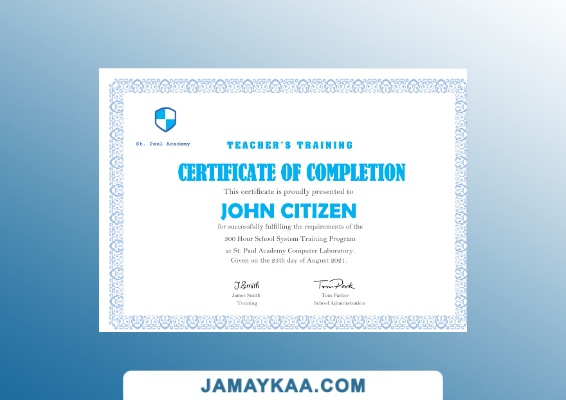 St. Paul Academy
TEACHER'S TRAINING
CERTIFICATE OF COMPLETION
This certificate is proudly presented to
JOHN CITIZEN
for successfully fulfilling the requirements of the
300 Hour School System Training Program
at St. Paul Academy Computer Laboratory.
Given on the 24th day of August 2021.
J.Smith Tom Park
James Smith Tom Parker
Training School Administration
JAMAYKAA.COM